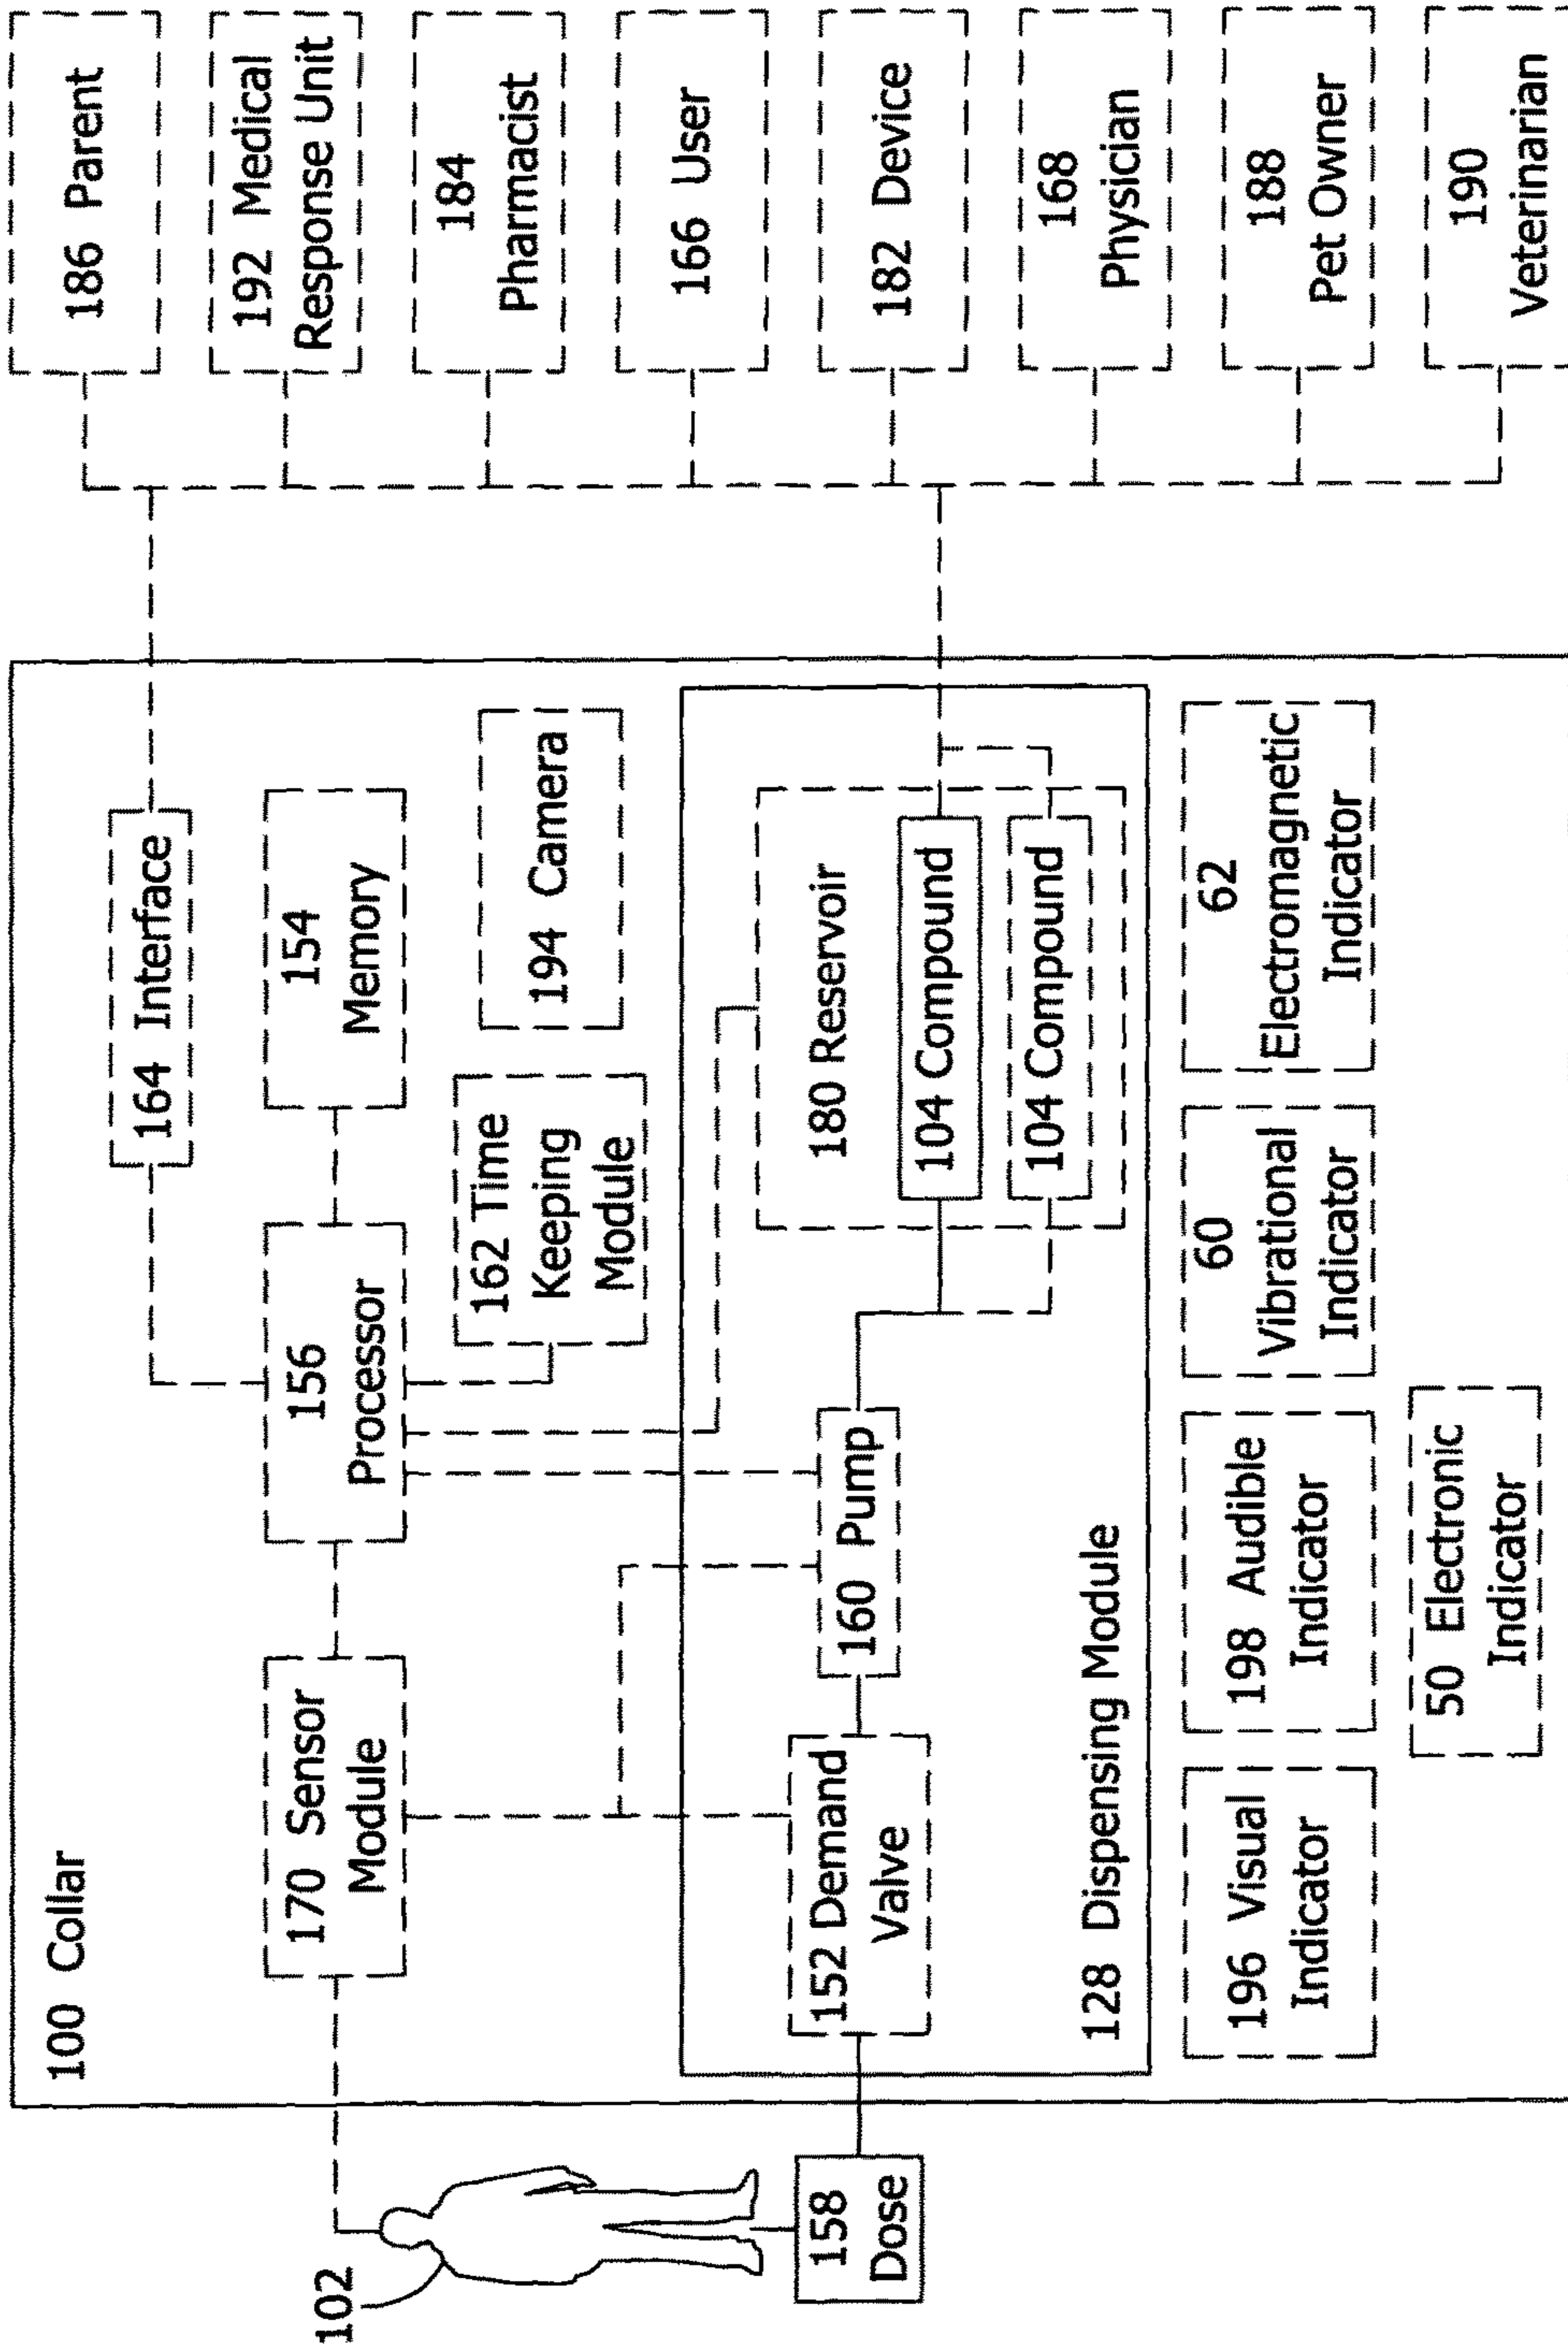 100 Collar
102
170 Sensor
Module
156
Processor
154
Memory
164 Interface
162 Time
Keeping
Module
194 Camera
158
Dose
152 Demand
Valve
160 Pump
180 Reservoir
104 Compound
104 Compound
128 Dispensing Module
196 Visual
Indicator
198 Audible
Indicator
60
Vibrational
Indicator
62
Electromagnetic
Indicator
50 Electronic
Indicator
186 Parent
192 Medical
Response Unit
184
Pharmacist
166 User
182 Device
168
Physician
188
Pet Owner
190
Veterinarian